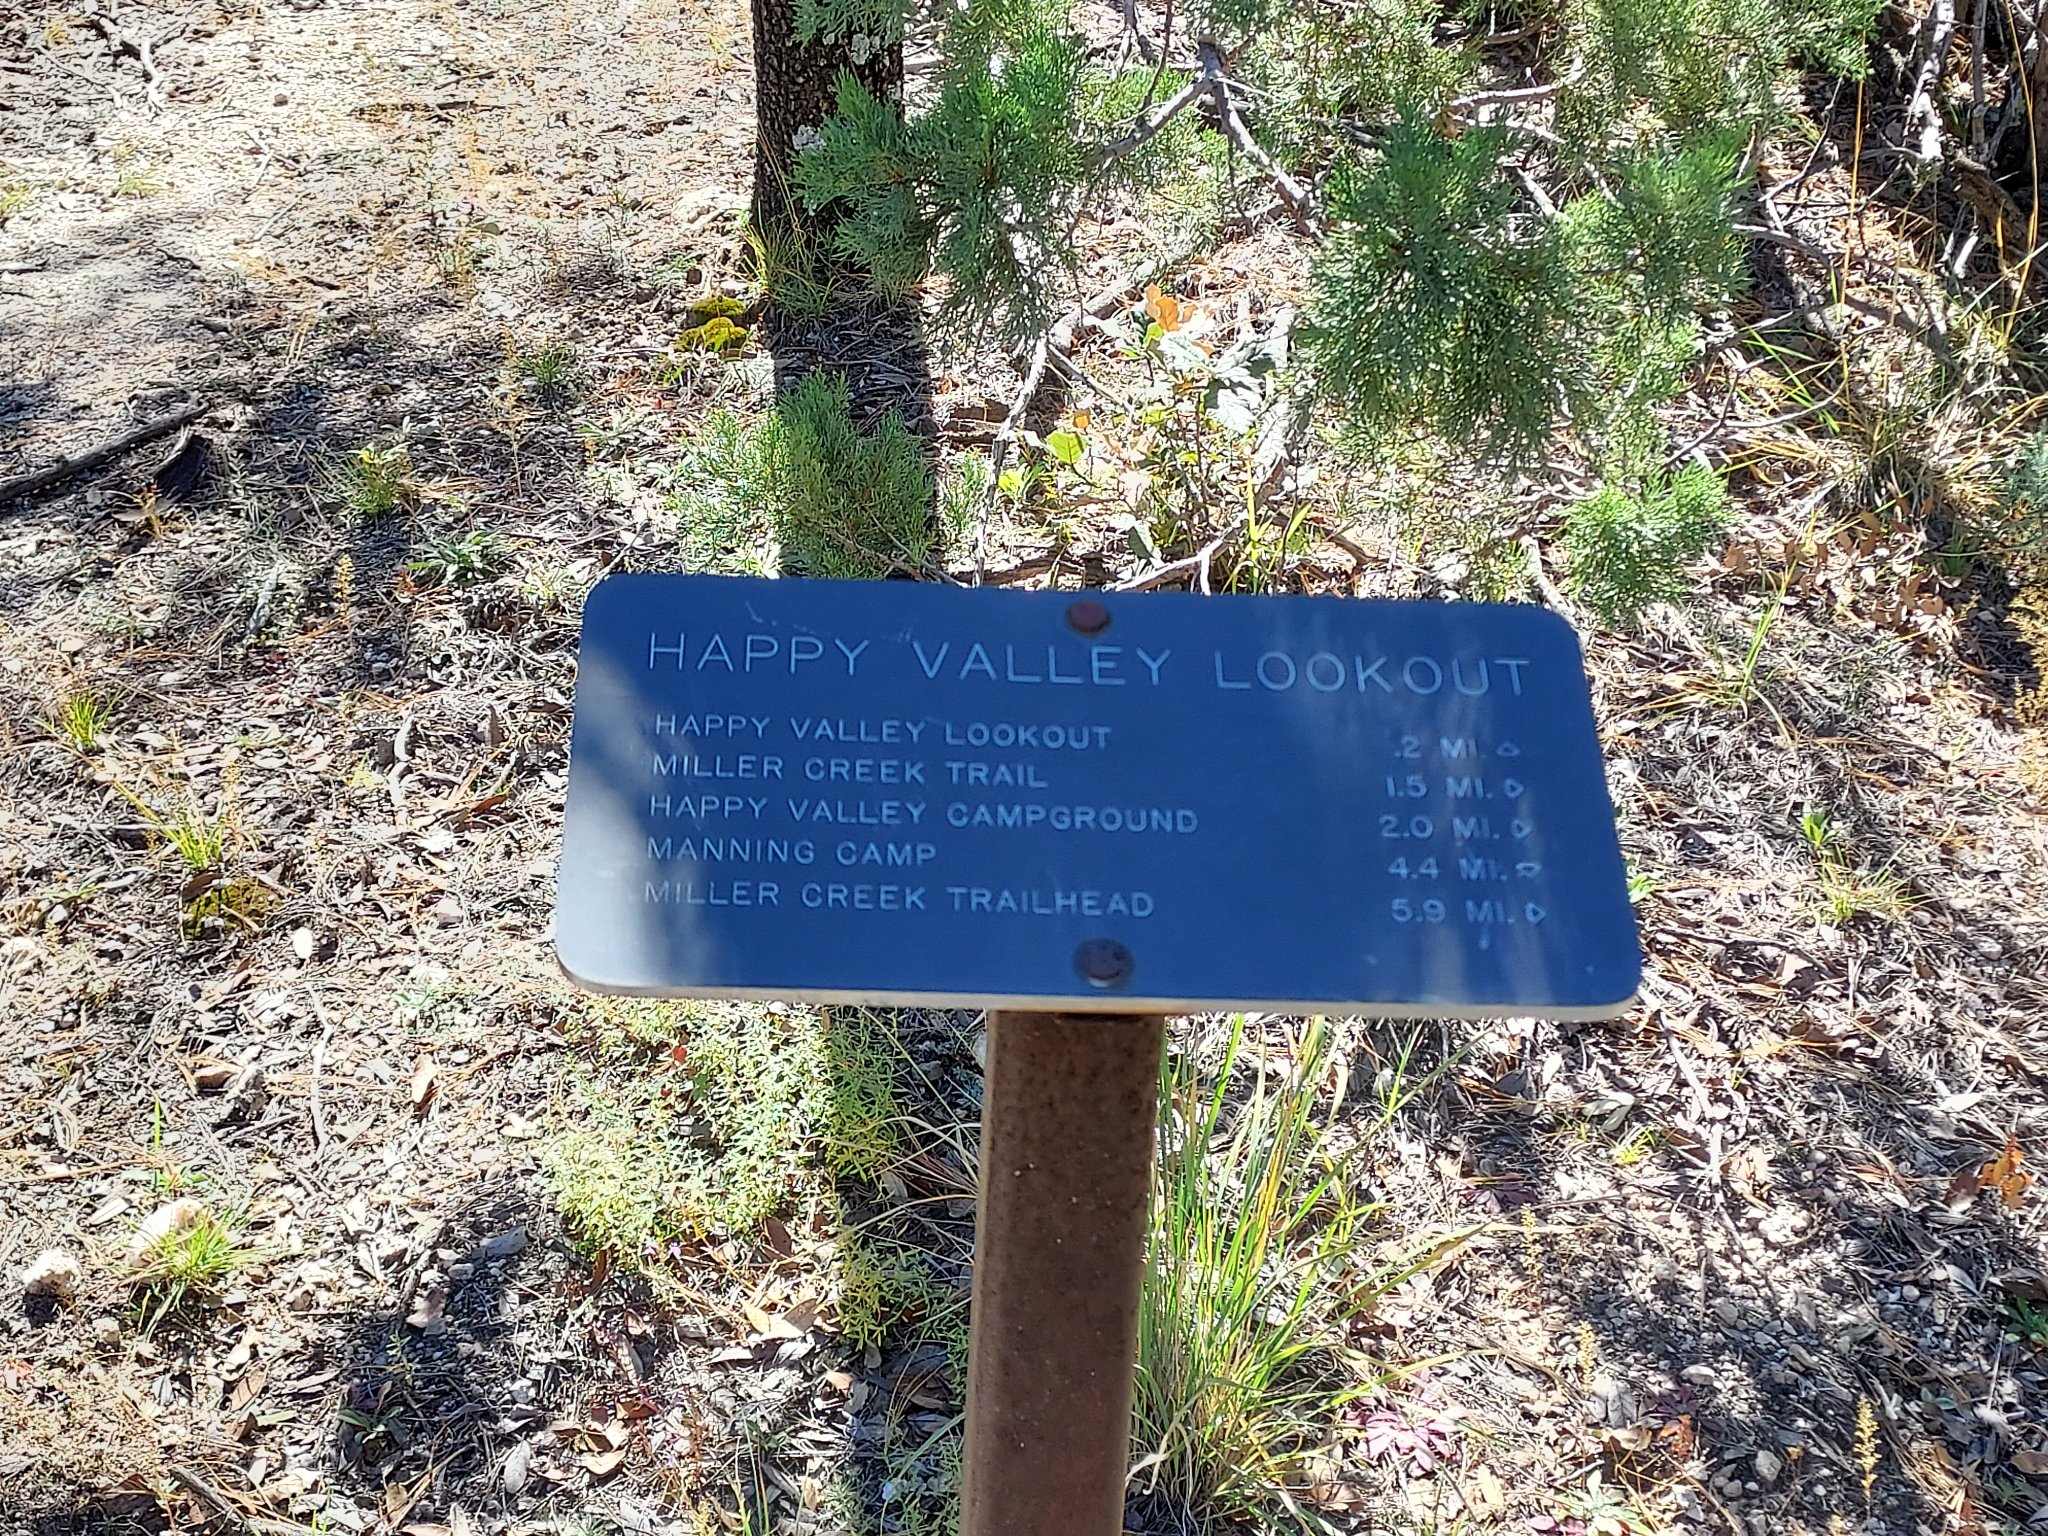 HAPPY VALLEY LOOKOUT
HAPPY VALLEY LOOKOUT .2 MI. △
MILLER CREEK TRAIL 1.5 MI. ▷
HAPPY VALLEY CAMPGROUND 2.0 MI. ▷
MANNING CAMP 4.4 MI. ▽
MILLER CREEK TRAILHEAD 5.9 MI. ▷